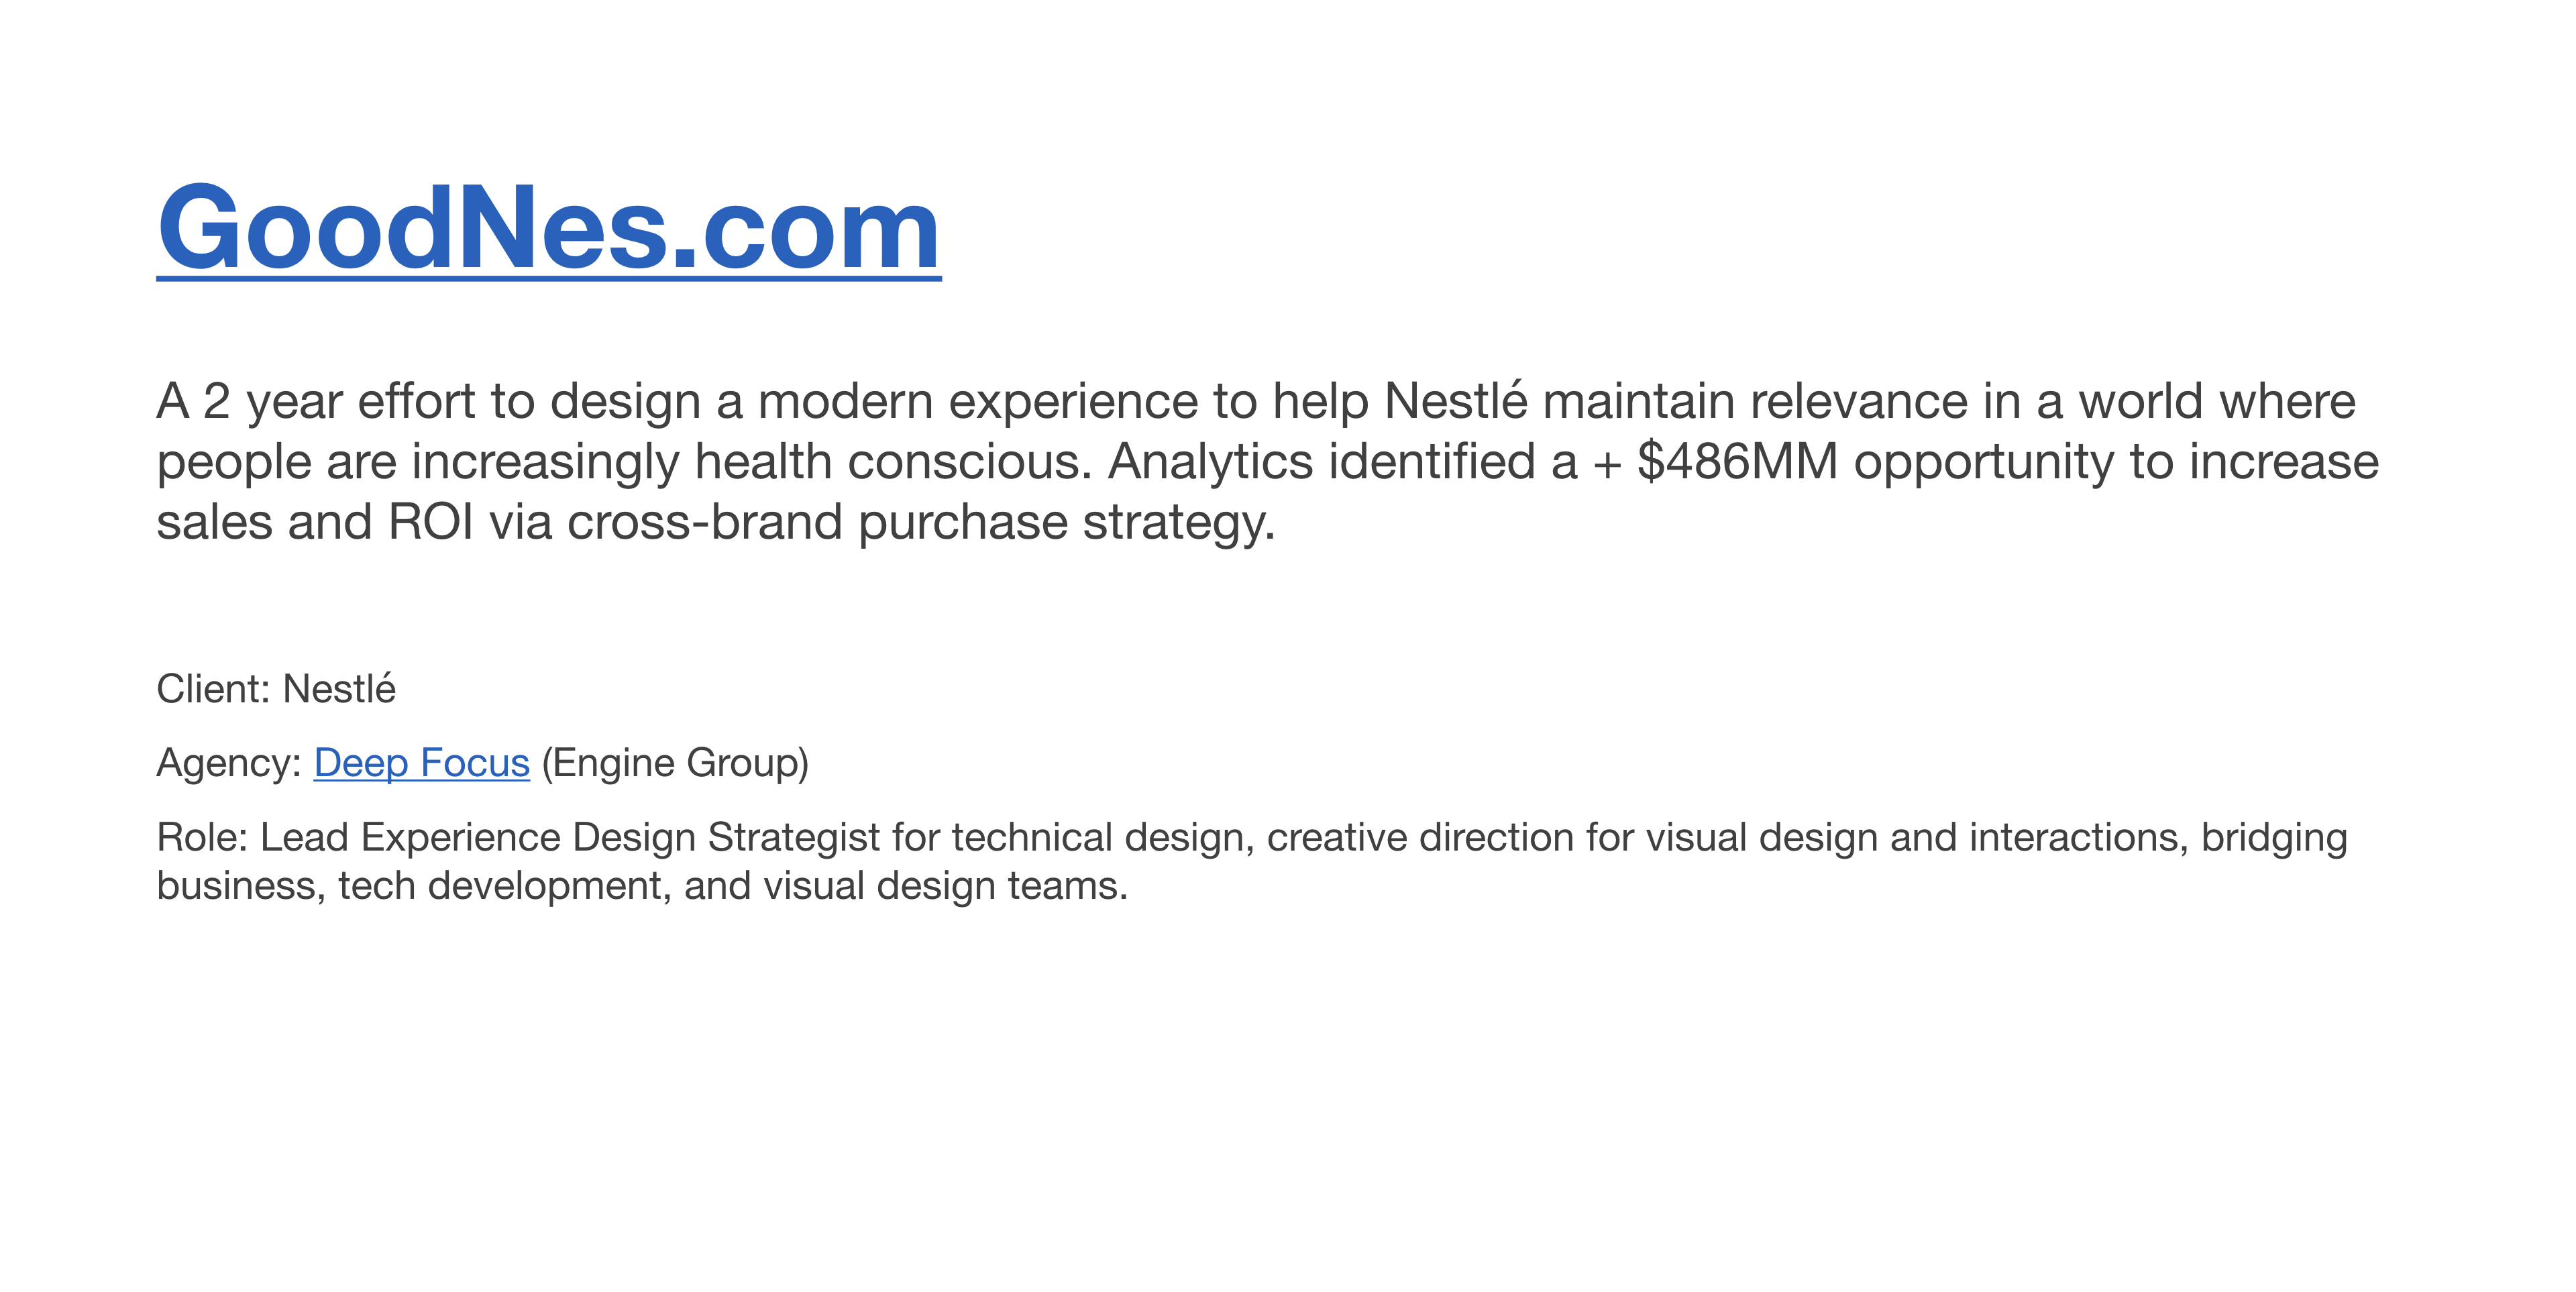 GoodNes.com
A 2 year effort to design a modern experience to help Nestlé maintain relevance in a world where
people are increasingly health conscious. Analytics identified a + $486MM opportunity to increase
sales and ROI via cross-brand purchase strategy.
Client: Nestlé
Agency: Deep Focus (Engine Group)
Role: Lead Experience Design Strategist for technical design, creative direction for visual design and interactions, bridging
business, tech development, and visual design teams.